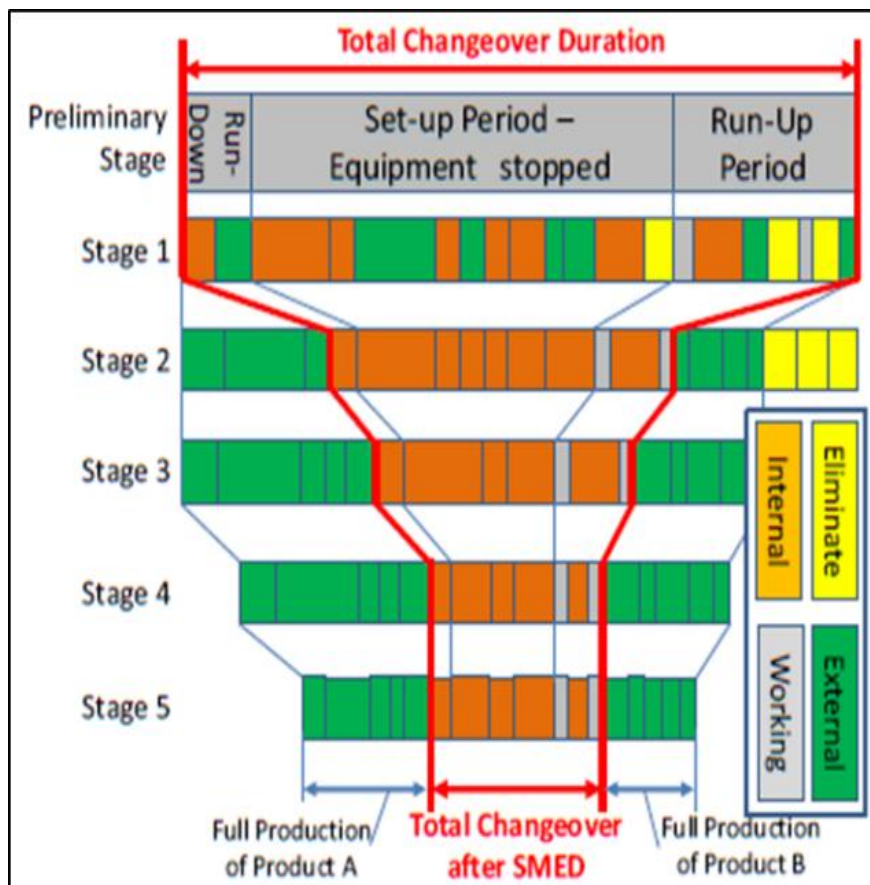 Total Changeover Duration
Preliminary
Stage
Run-
Down
Set-up Period –
Equipment stopped
Run-Up
Period
Stage 1
Stage 2
Stage 3
Stage 4
Stage 5
Internal
Eliminate
Working
External
Full Production
of Product A
Total Changeover
after SMED
Full Production
of Product B